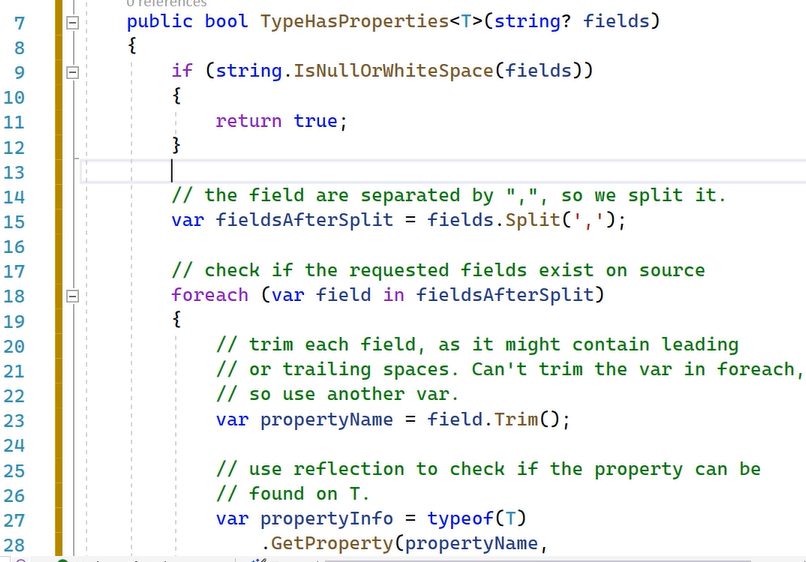 0 references
7 public bool TypeHasProperties<T>(string? fields)
8 {
9 if (string.IsNullOrWhiteSpace(fields))
10 {
11 return true;
12 }
13
14 // the field are separated by ",", so we split it.
15 var fieldsAfterSplit = fields.Split(',');
16
17 // check if the requested fields exist on source
18 foreach (var field in fieldsAfterSplit)
19 {
20 // trim each field, as it might contain leading
21 // or trailing spaces. Can't trim the var in foreach,
22 // so use another var.
23 var propertyName = field.Trim();
24
25 // use reflection to check if the property can be
26 // found on T.
27 var propertyInfo = typeof(T)
28 .GetProperty(propertyName,